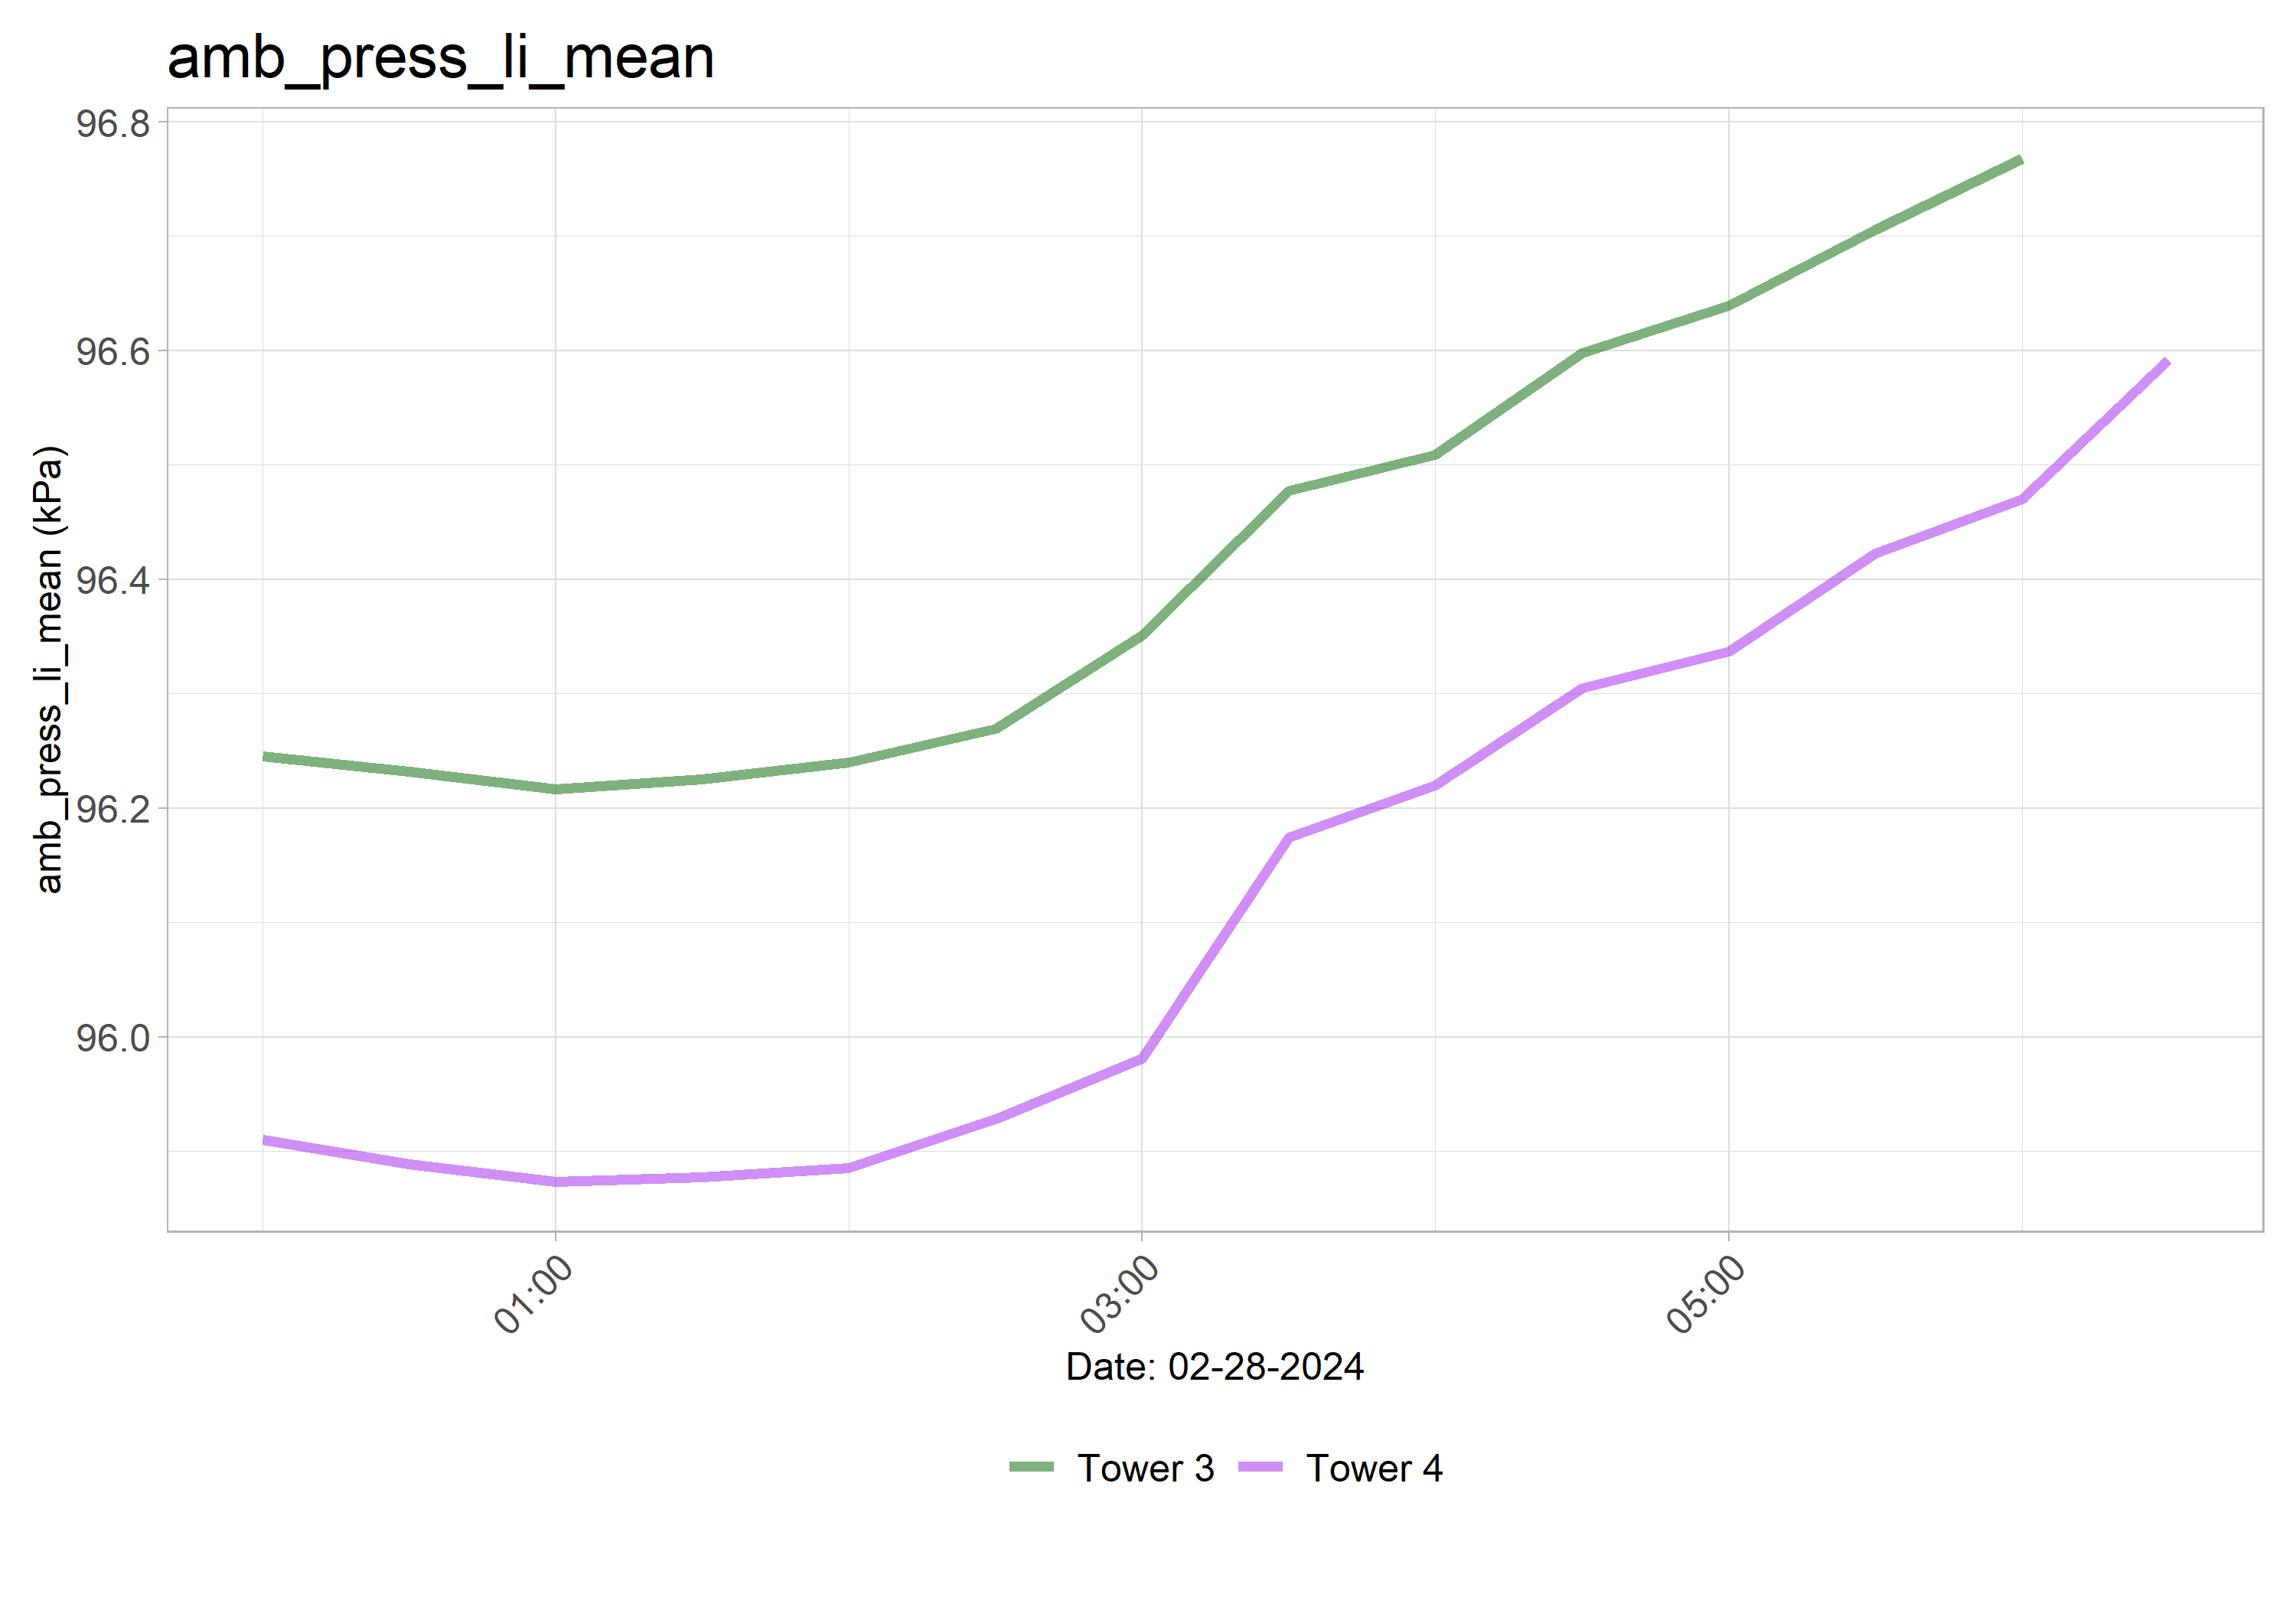 amb_press_li_mean
amb_press_li_mean (kPa)
96.8
96.6
96.4
96.2
96.0
01:00
03:00
05:00
Date: 02-28-2024
Tower 3
Tower 4